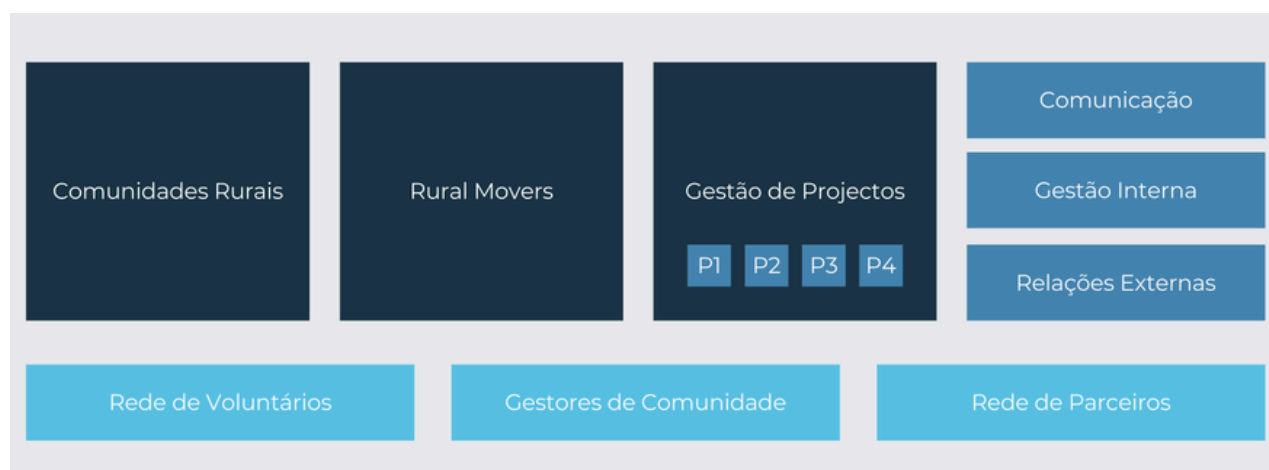 Comunidades Rurais
Rural Movers
Gestão de Projectos
P1 P2 P3 P4
Comunicação
Gestão Interna
Relações Externas
Rede de Voluntários
Gestores de Comunidade
Rede de Parceiros